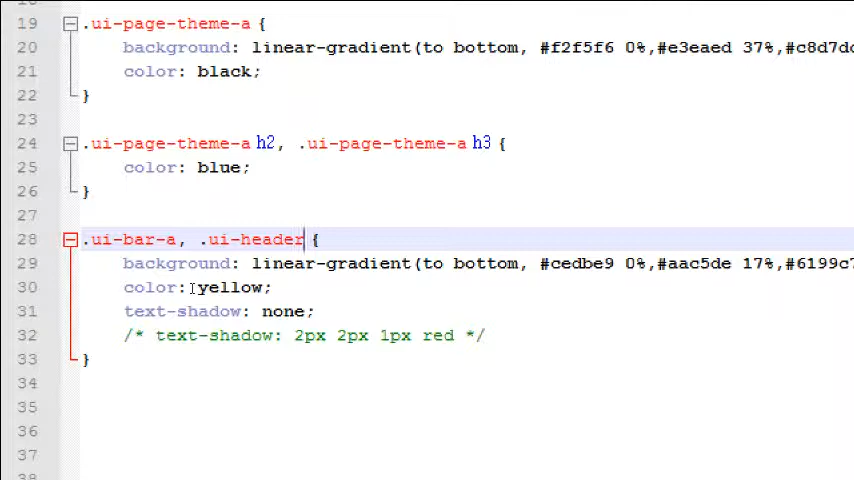 19 .ui-page-theme-a {
20 background: linear-gradient(to bottom, #f2f5f6 0%,#e3eaed 37%,#c8d7dc
21 color: black;
22 }
23
24 .ui-page-theme-a h2, .ui-page-theme-a h3 {
25 color: blue;
26 }
27
28 .ui-bar-a, .ui-header {
29 background: linear-gradient(to bottom, #cedbe9 0%,#aac5de 17%,#6199c7
30 color: yellow;
31 text-shadow: none;
32 /* text-shadow: 2px 2px 1px red */
33 }
34
35
36
37